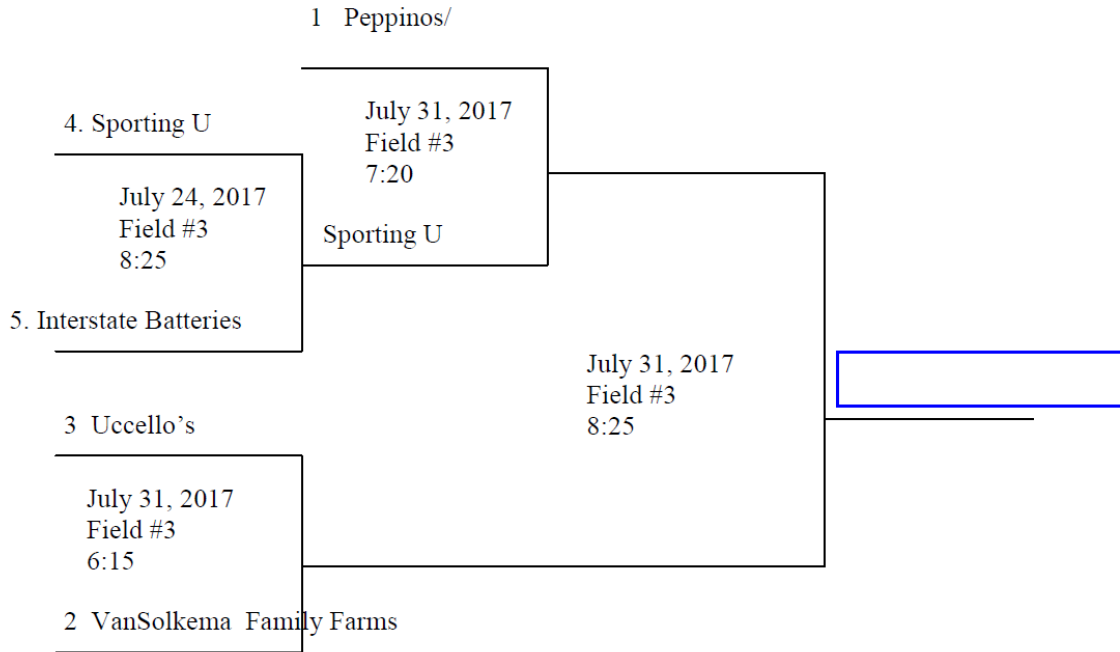 1 Peppinos/
July 31, 2017
Field #3
7:20
4. Sporting U
July 24, 2017
Field #3
8:25
Sporting U
5. Interstate Batteries
July 31, 2017
Field #3
8:25
3 Uccello’s
July 31, 2017
Field #3
6:15
2 VanSolkema Family Farms